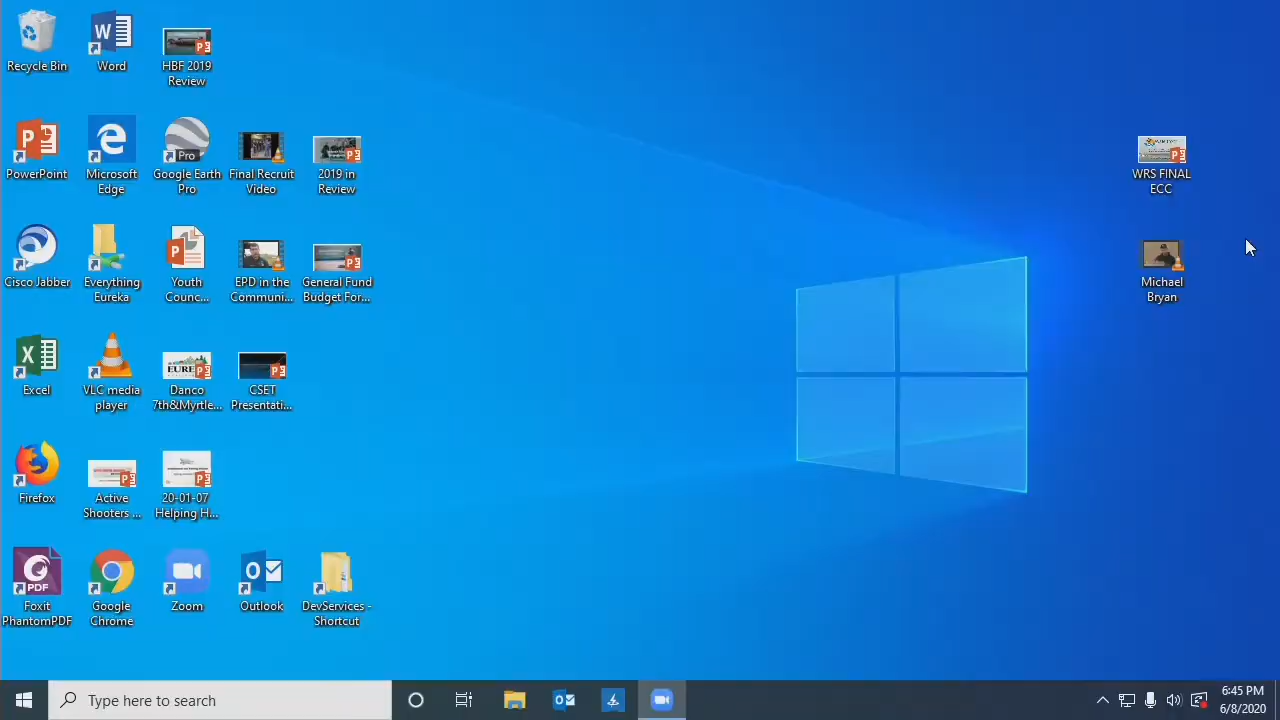 Recycle Bin
Word
HBF 2019
Review
PowerPoint
Microsoft
Edge
Google Earth
Pro
Final Recruit
Video
2019 in
Review
WRS FINAL
ECC
Cisco Jabber
Everything
Eureka
Youth
Counc...
EPD in the
Communi...
General Fund
Budget For...
Michael
Bryan
Excel
VLC media
player
Danco
7th&Myrtle...
CSET
Presentati...
Firefox
Active
Shooters ...
20-01-07
Helping H...
Foxit
PhantomPDF
Google
Chrome
Zoom
Outlook
DevServices -
Shortcut
Type here to search
6:45 PM
6/8/2020